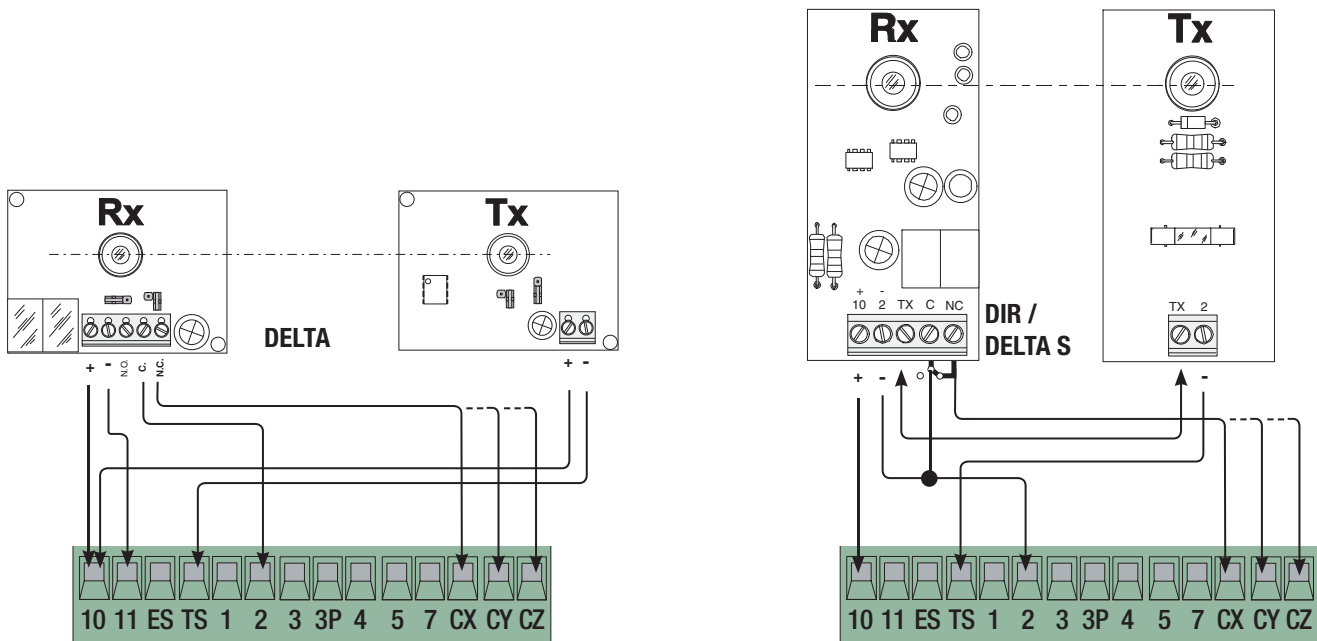 Rx
Tx
DELTA
+ - N.O. C. N.C.
+ -
10 11 ES TS 1 2 3 3P 4 5 7 CX CY CZ
Rx
Tx
+ -
10 2 TX C NC
DIR /
DELTA S
TX 2
+ -
-
10 11 ES TS 1 2 3 3P 4 5 7 CX CY CZ